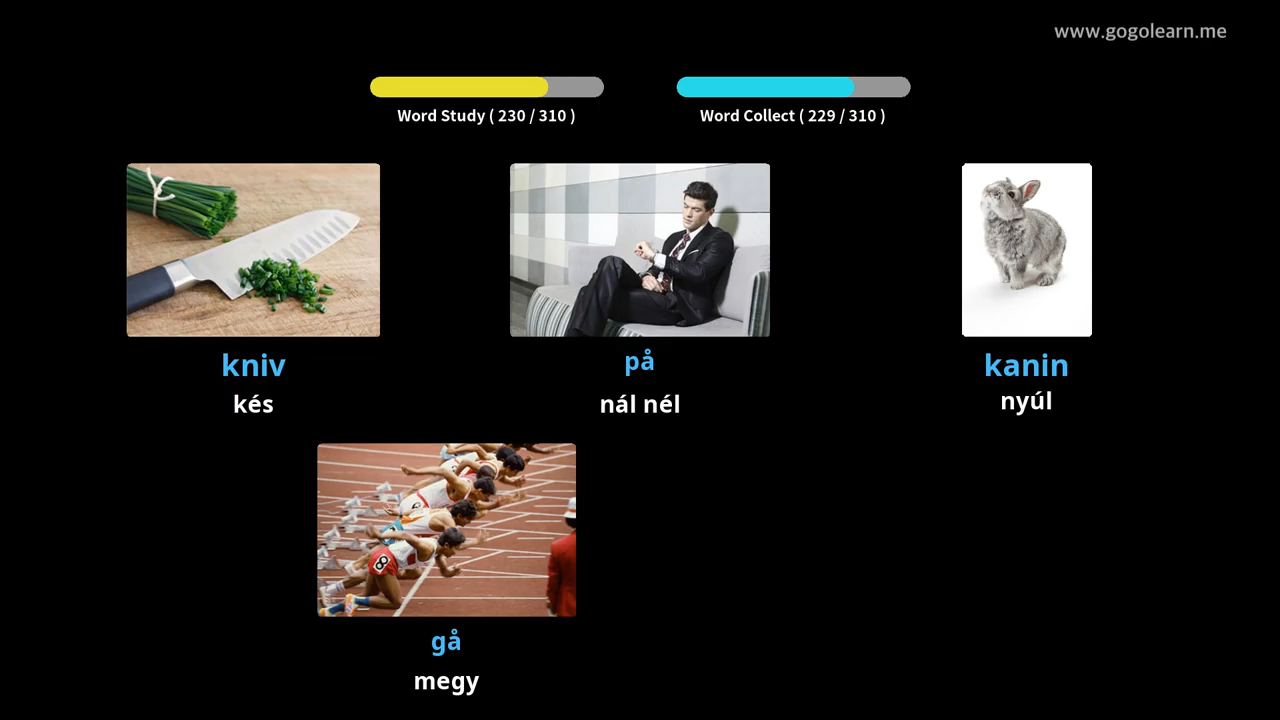 www.gogolearn.me
Word Study ( 230 / 310 )
Word Collect ( 229 / 310 )
kniv
kés
på
nál nél
kanin
nyúl
8
gå
megy